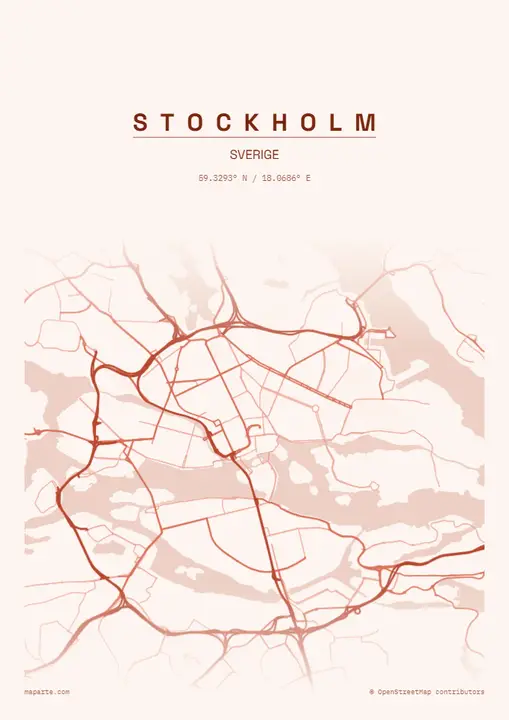 STOCKHOLM
SVERIGE
59.3293° N / 18.0686° E
maparte.com
© OpenStreetMap contributors